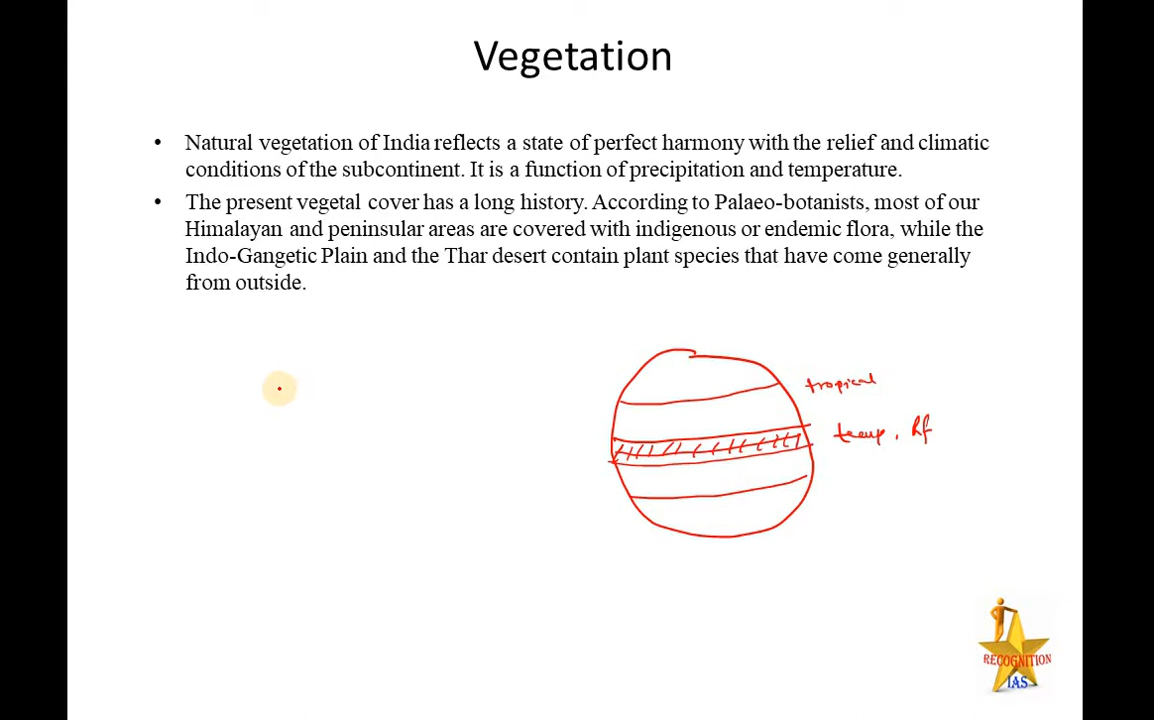 Vegetation
• Natural vegetation of India reflects a state of perfect harmony with the relief and climatic
conditions of the subcontinent. It is a function of precipitation and temperature.
• The present vegetal cover has a long history. According to Palaeo-botanists, most of our
Himalayan and peninsular areas are covered with indigenous or endemic flora, while the
Indo-Gangetic Plain and the Thar desert contain plant species that have come generally
from outside.
tropical
temp, Rf
RECOGNITION
IAS